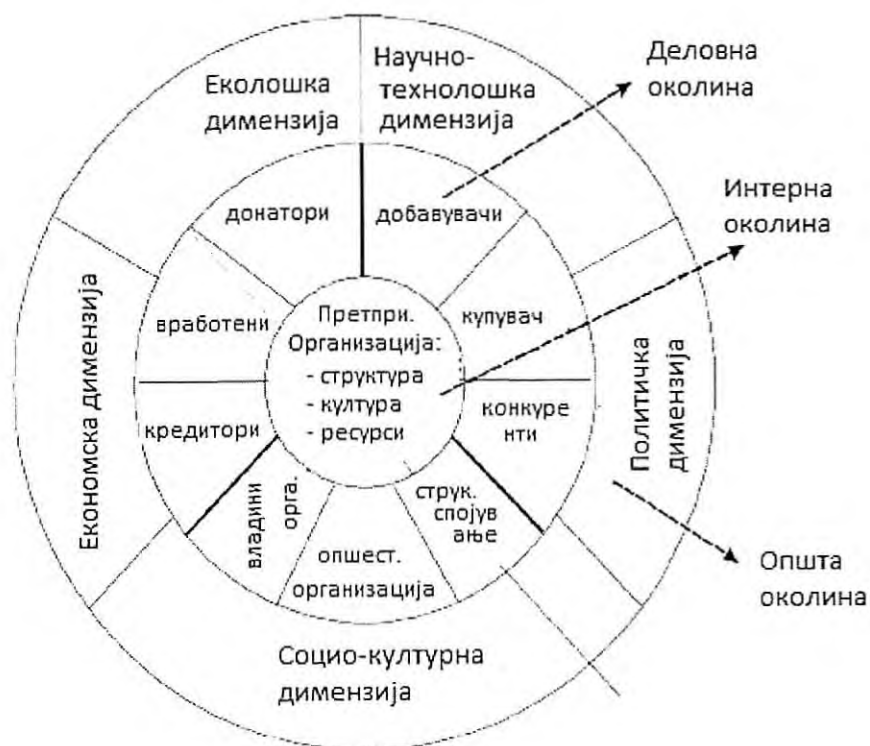 Еколошка
димензија
Научно-
технолошка
димензија
Деловна
околина
Интерна
околина
донатори
добавувачи
вработени
купувач
Претпри.
Организација:
- структура
- култура
- ресурси
кредитори
конкуре
нти
Економска димензија
Политичка
димензија
владини
орга.
опшест.
организација
струк.
спојув
ање
Општа
околина
Социо-културна
димензија